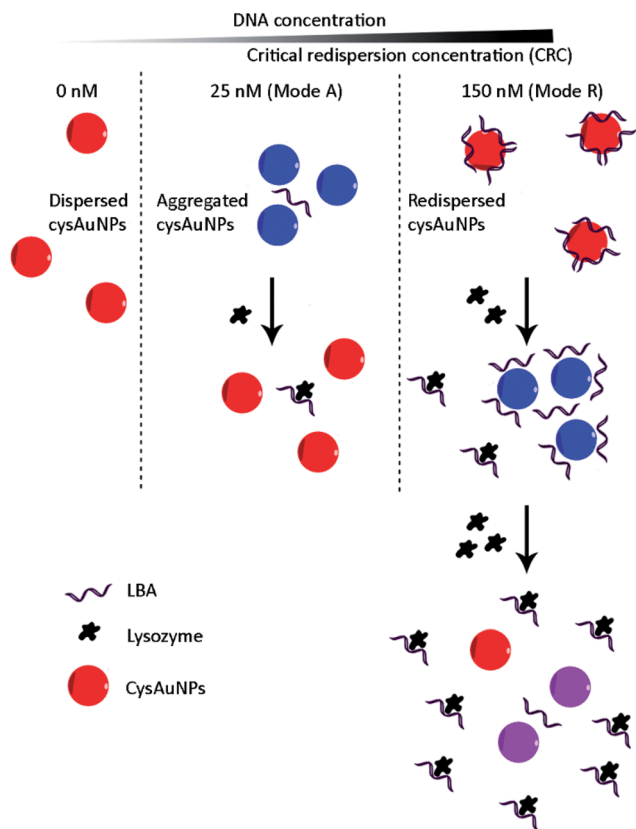 DNA concentration
Critical redispersion concentration (CRC)
0 nM
25 nM (Mode A)
150 nM (Mode R)
Dispersed
cysAuNPs
Aggregated
cysAuNPs
Redispersed
cysAuNPs
LBA
Lysozyme
CysAuNPs